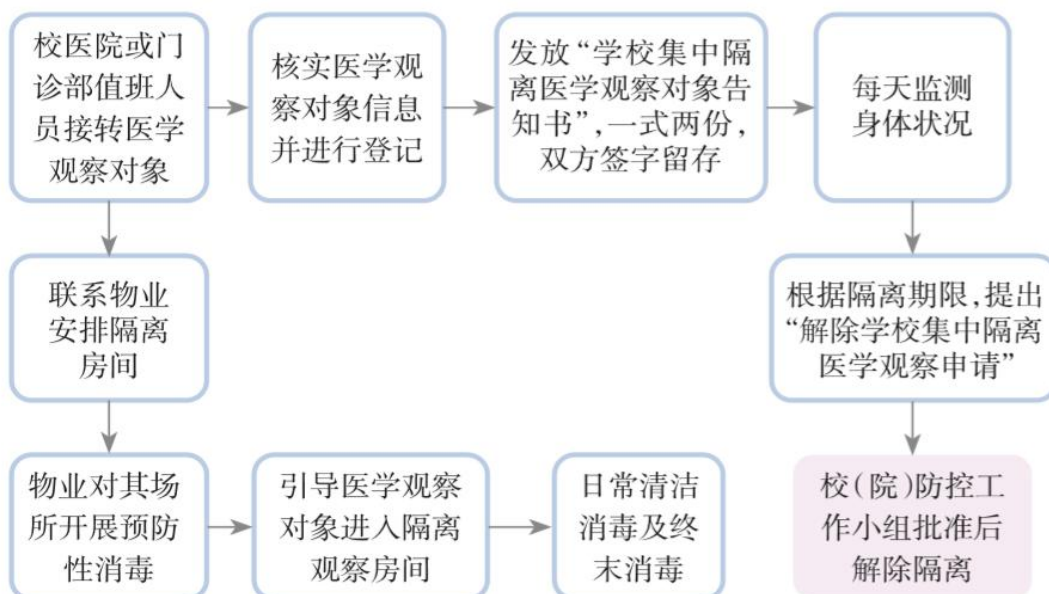 校医院或门
诊部值班人
员接转医学
观察对象
核实医学观
察对象信息
并进行登记
发放“学校集中隔
离医学观察对象告
知书”,一式两份,
双方签字留存
每天监测
身体状况
联系物业
安排隔离
房间
根据隔离期限,提出
“解除学校集中隔离
医学观察申请”
物业对其场
所开展预防
性消毒
引导医学观察
对象进入隔离
观察房间
日常清洁
消毒及终
末消毒
校(院)防控工
作小组批准后
解除隔离